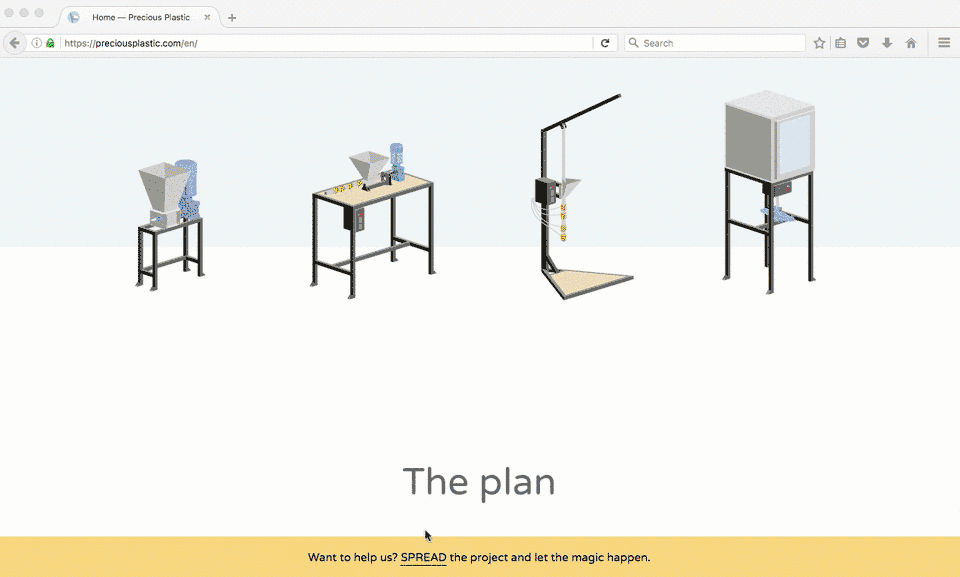 Home — Precious Plastic
https://preciousplastic.com/en/
Search
The plan
Want to help us? SPREAD the project and let the magic happen.